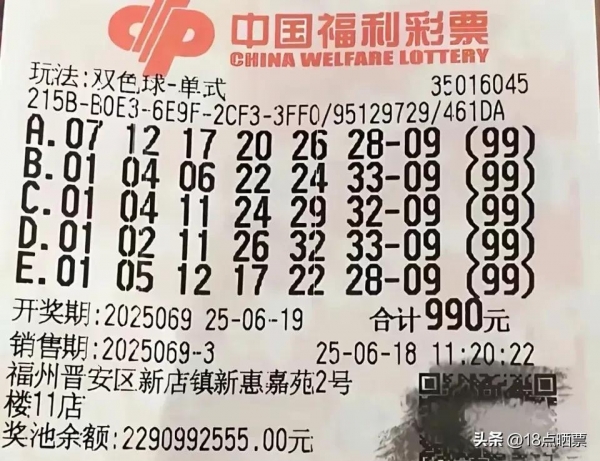 中国福利彩票
CHINA WELFARE LOTTERY
玩法:双色球-单式 35016045
215B-B0E3-6E9F-2CF3-3FF0/95129729/461DA
A.07 12 17 20 26 28-09 (99)
B.01 04 06 22 24 33-09 (99)
C.01 04 11 24 29 32-09 (99)
D.01 02 11 26 32 33-09 (99)
E.01 05 12 17 22 28-09 (99)
开奖期:2025069 25-06-19 合计990元
销售期:2025069-3 25-06-18 11:20:22
福州晋安区新店镇新惠嘉苑2号
楼11店
奖池余额:2290992555.00元
头条 @18点晒票